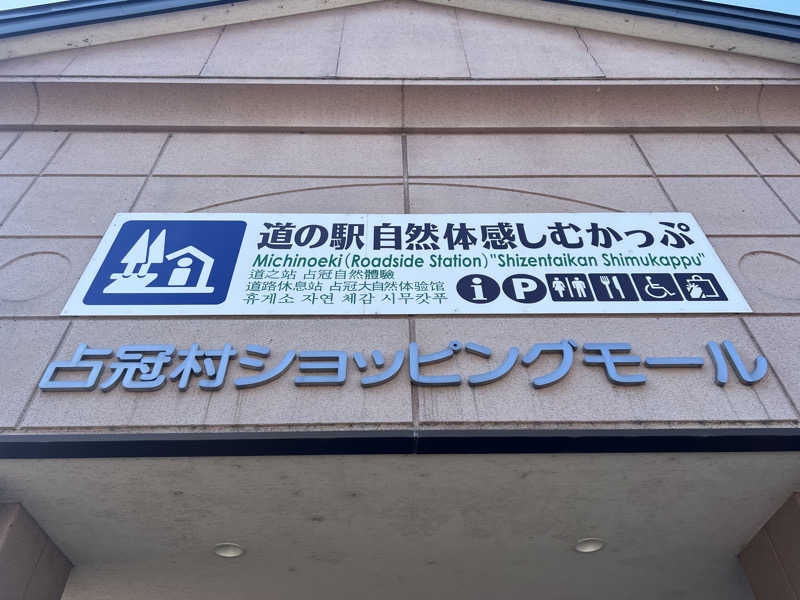 道の駅 自然体感しむかっぷ
Michinoeki (Roadside Station) "Shizentaikan Shimukappu"
道之站 占冠自然體驗
道路休息站 占冠大自然体验馆
휴게소 자연 체감 시무캇푸
i P
占冠村ショッピングモール